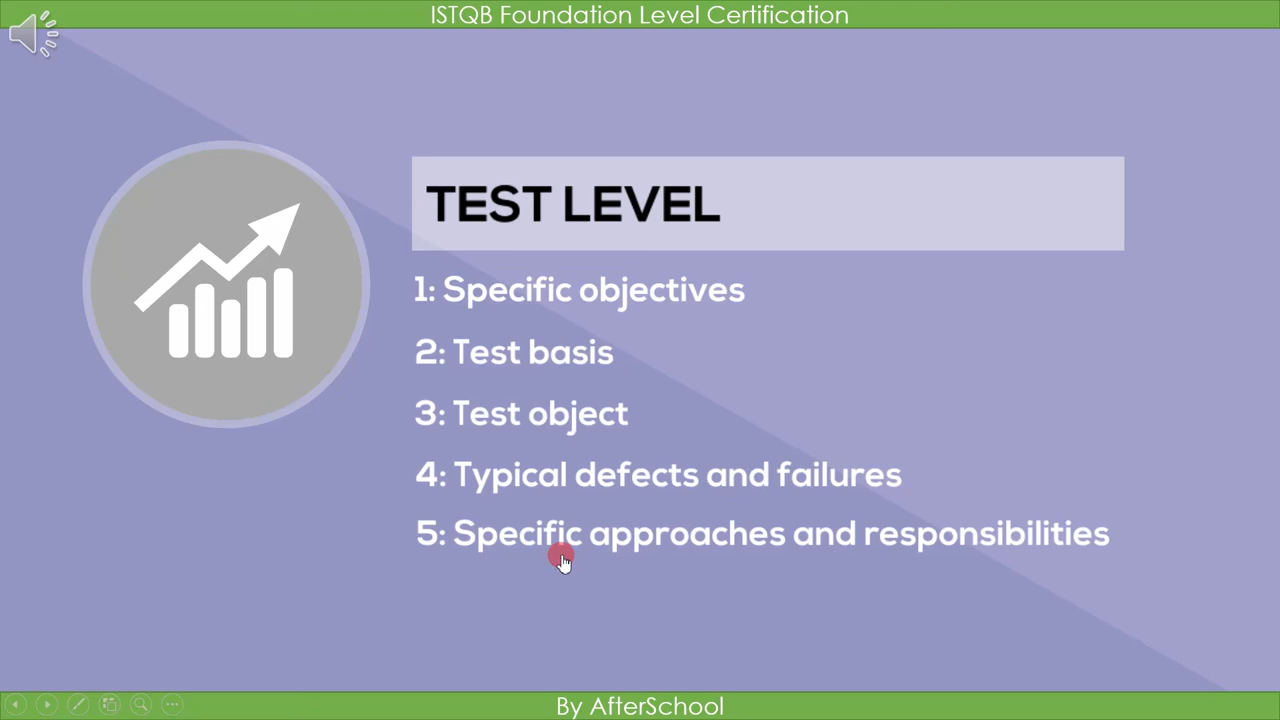 ISTQB Foundation Level Certification
TEST LEVEL
1: Specific objectives
2: Test basis
3: Test object
4: Typical defects and failures
5: Specific approaches and responsibilities
By AfterSchool